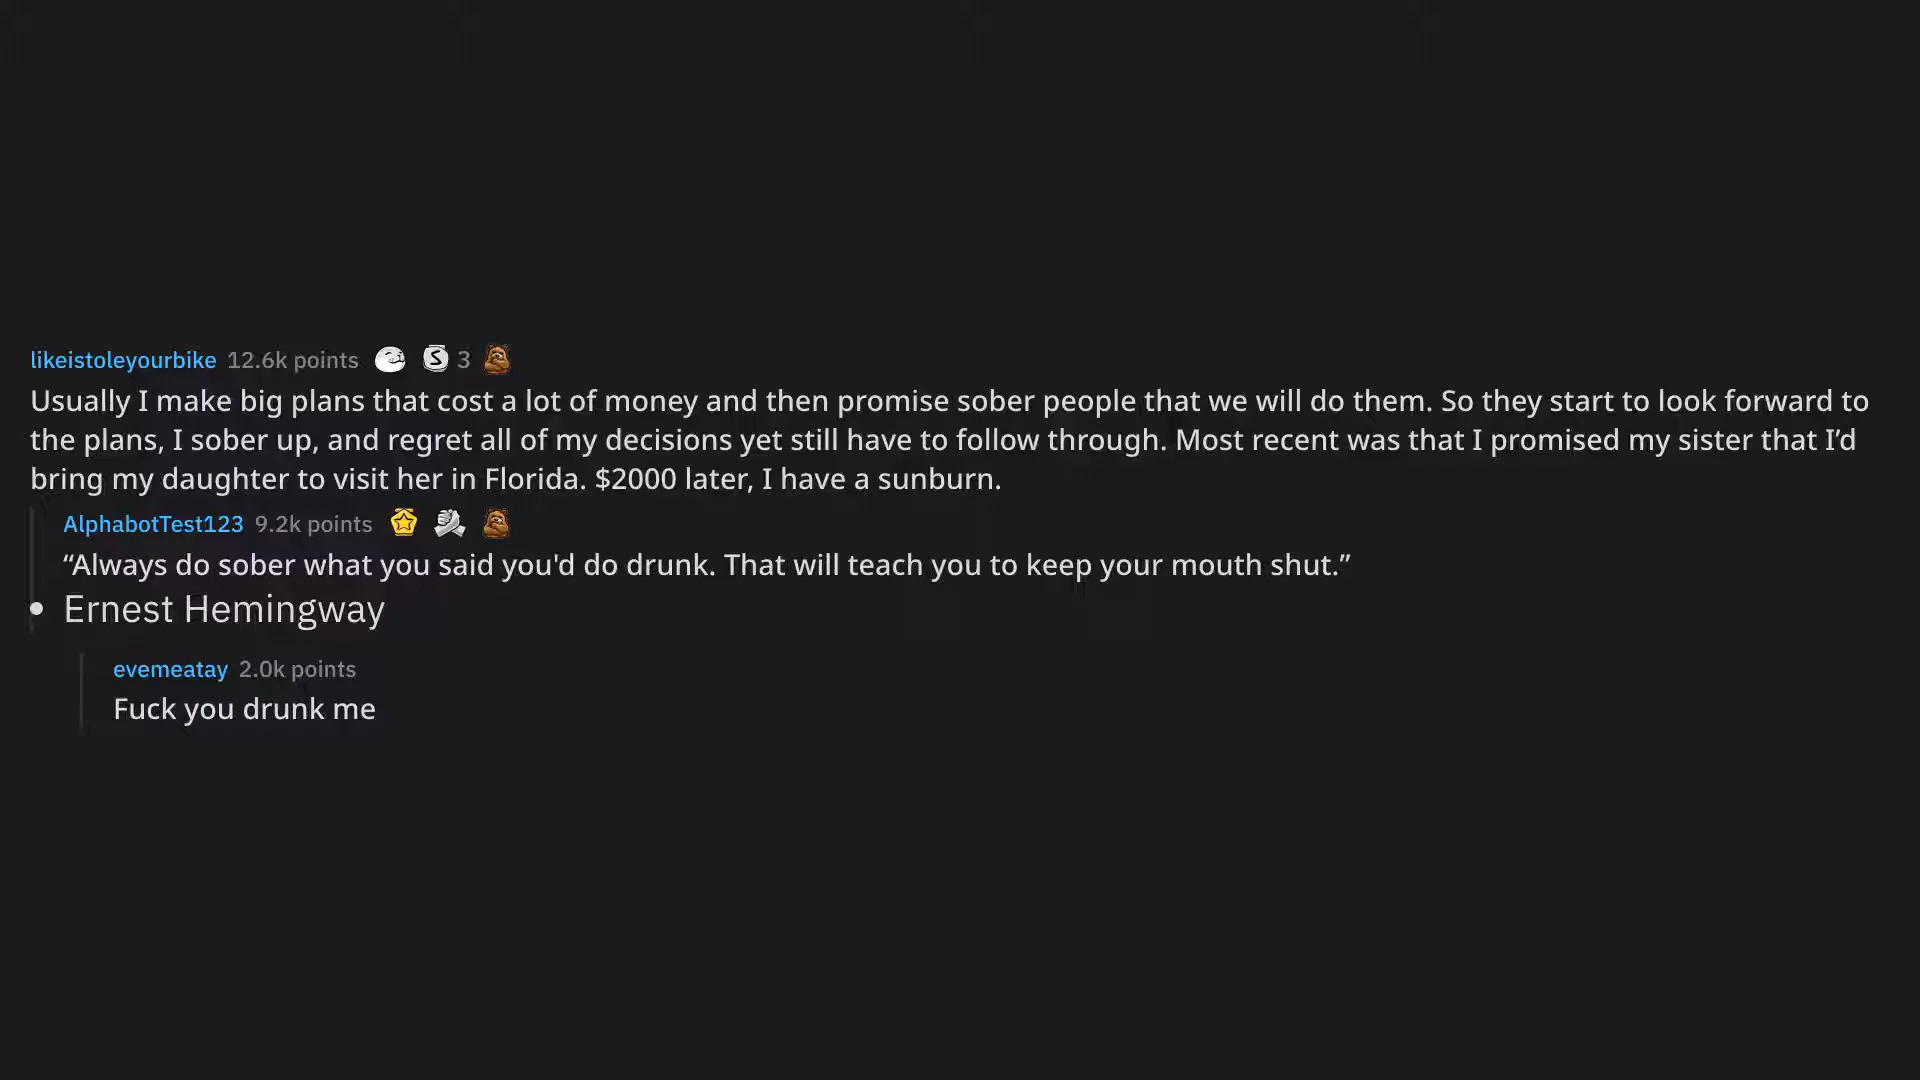 likeistoleyourbike 12.6k points S 3
Usually I make big plans that cost a lot of money and then promise sober people that we will do them. So they start to look forward to
the plans, I sober up, and regret all of my decisions yet still have to follow through. Most recent was that I promised my sister that I’d
bring my daughter to visit her in Florida. $2000 later, I have a sunburn.
AlphabotTest123 9.2k points
“Always do sober what you said you'd do drunk. That will teach you to keep your mouth shut.”
• Ernest Hemingway
evemeatay 2.0k points
Fuck you drunk me